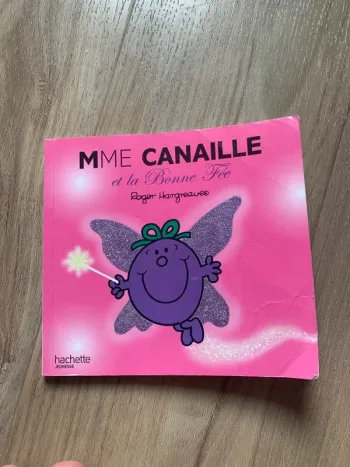 MME CANAILLE
et la Bonne Fée
Roger Hargreaves
hachette
JEUNESSE